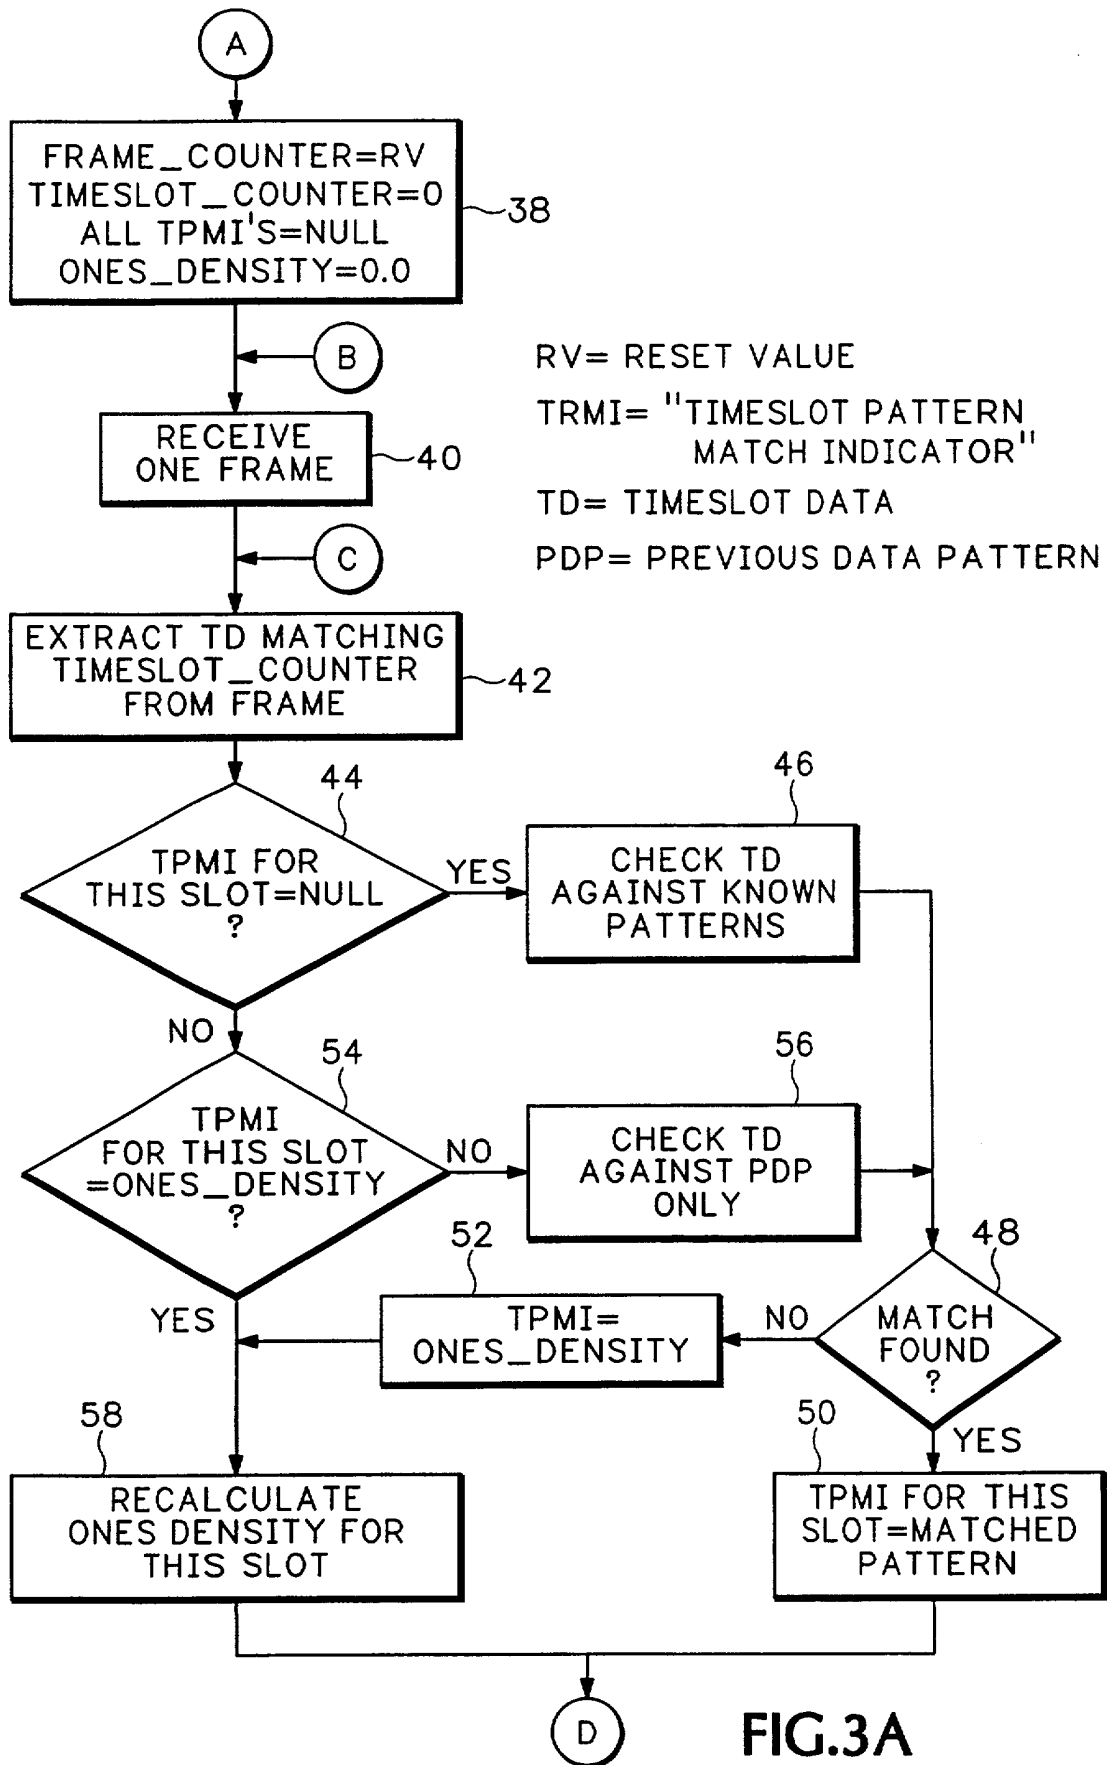 A
FRAME_COUNTER=RV
TIMESLOT_COUNTER=0
ALL TPMI'S=NULL
ONES_DENSITY=0.0
38
B
RV= RESET VALUE
TRMI= "TIMESLOT PATTERN
MATCH INDICATOR"
TD= TIMESLOT DATA
PDP= PREVIOUS DATA PATTERN
RECEIVE
ONE FRAME
40
C
EXTRACT TD MATCHING
TIMESLOT_COUNTER
FROM FRAME
42
44
TPMI FOR
THIS SLOT=NULL
?
YES
46
CHECK TD
AGAINST KNOWN
PATTERNS
NO
54
TPMI
FOR THIS SLOT
=ONES_DENSITY
?
NO
56
CHECK TD
AGAINST PDP
ONLY
48
MATCH
FOUND
?
NO
52
TPMI=
ONES_DENSITY
YES
58
RECALCULATE
ONES DENSITY FOR
THIS SLOT
YES
50
TPMI FOR THIS
SLOT=MATCHED
PATTERN
D
FIG.3A